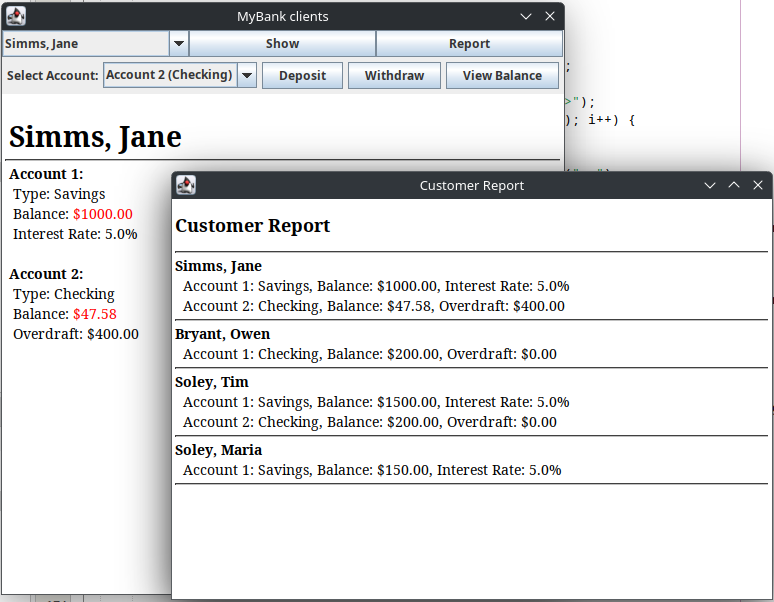 MyBank clients
Simms, Jane Show Report
Select Account: Account 2 (Checking) Deposit Withdraw View Balance
Simms, Jane
Account 1:
Type: Savings
Balance: $1000.00
Interest Rate: 5.0%
Account 2:
Type: Checking
Balance: $47.58
Overdraft: $400.00
;
>");
); i++) {
Customer Report
Customer Report
Simms, Jane
Account 1: Savings, Balance: $1000.00, Interest Rate: 5.0%
Account 2: Checking, Balance: $47.58, Overdraft: $400.00
Bryant, Owen
Account 1: Checking, Balance: $200.00, Overdraft: $0.00
Soley, Tim
Account 1: Savings, Balance: $1500.00, Interest Rate: 5.0%
Account 2: Checking, Balance: $200.00, Overdraft: $0.00
Soley, Maria
Account 1: Savings, Balance: $150.00, Interest Rate: 5.0%